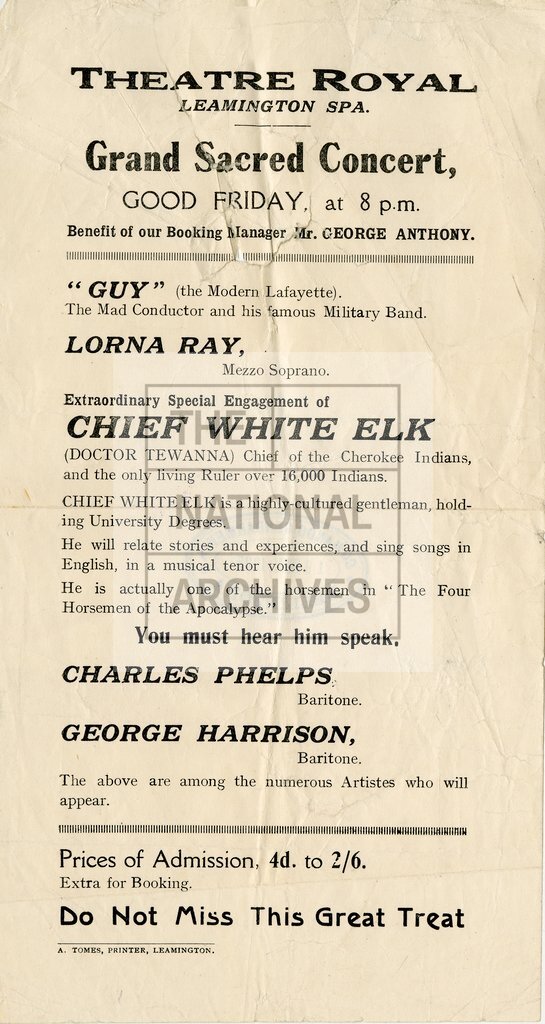 THEATRE ROYAL
LEAMINGTON SPA.
Grand Sacred Concert,
GOOD FRIDAY, at 8 p.m.
Benefit of our Booking Manager Mr. GEORGE ANTHONY.
"GUY" (the Modern Lafayette).
The Mad Conductor and his famous Military Band.
LORNA RAY,
Mezzo Soprano.
Extraordinary Special Engagement of
CHIEF WHITE ELK
(DOCTOR TEWANNA) Chief of the Cherokee Indians,
and the only living Ruler over 16,000 Indians.
CHIEF WHITE ELK is a highly-cultured gentleman, hold-
ing University Degrees.
He will relate stories and experiences, and sing songs in
English, in a musical tenor voice.
He is actually one of the horsemen in "The Four
Horsemen of the Apocalypse."
You must hear him speak.
CHARLES PHELPS
Baritone.
GEORGE HARRISON,
Baritone.
The above are among the numerous Artistes who will
appear.
Prices of Admission, 4d. to 2/6.
Extra for Booking.
Do Not Miss This Great Treat
A. TOMES, PRINTER, LEAMINGTON.
THE
NATIONAL
ARCHIVES